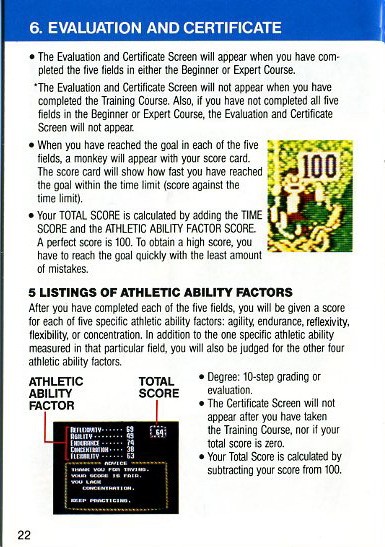 6. EVALUATION AND CERTIFICATE
• The Evaluation and Certificate Screen will appear when you have com-
pleted the five fields in either the Beginner or Expert Course.
*The Evaluation and Certificate Screen will not appear when you have
completed the Training Course. Also, if you have not completed all five
fields in the Beginner or Expert Course, the Evaluation and Certificate
Screen will not appear.
• When you have reached the goal in each of the five
fields, a monkey will appear with your score card.
The score card will show how fast you have reached
the goal within the time limit (score against the
time limit).
100
• Your TOTAL SCORE is calculated by adding the TIME
SCORE and the ATHLETIC ABILITY FACTOR SCORE.
A perfect score is 100. To obtain a high score, you
have to reach the goal quickly with the least amount
of mistakes.
5 LISTINGS OF ATHLETIC ABILITY FACTORS
After you have completed each of the five fields, you will be given a score
for each of five specific athletic ability factors: agility, endurance, reflexivity,
flexibility, or concentration. In addition to the one specific athletic ability
measured in that particular field, you will also be judged for the other four
athletic ability factors.
ATHLETIC
ABILITY
FACTOR
TOTAL
SCORE
REFLEXIVITY····· 69
AGILITY······ 49
ENDURANCE····· 74
CONCENTRATION··· 38
FLEXIBILITY···· 63
64
ADVICE
THANK YOU FOR TRYING.
YOUR SCORE IS FAIR.
YOU LACK
CONCENTRATION.
KEEP PRACTICING.
• Degree: 10-step grading or
evaluation.
• The Certificate Screen will not
appear after you have taken
the Training Course, nor if your
total score is zero.
• Your Total Score is calculated by
subtracting your score from 100.
22